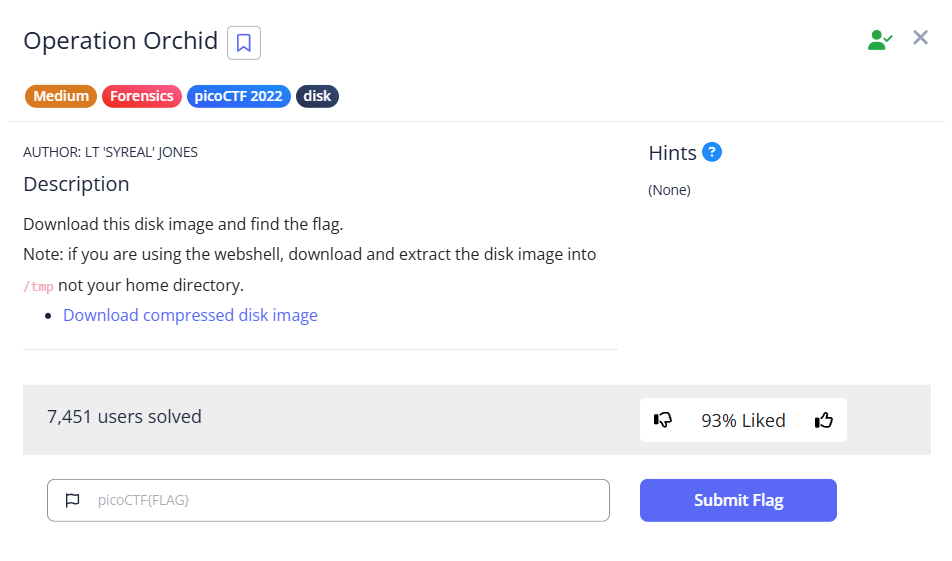 Operation Orchid
Medium Forensics picoCTF 2022 disk
AUTHOR: LT 'SYREAL' JONES
Description
Download this disk image and find the flag.
Note: if you are using the webshell, download and extract the disk image into
/tmp not your home directory.
Download compressed disk image
Hints ?
(None)
7,451 users solved
93% Liked
picoCTF{FLAG}
Submit Flag